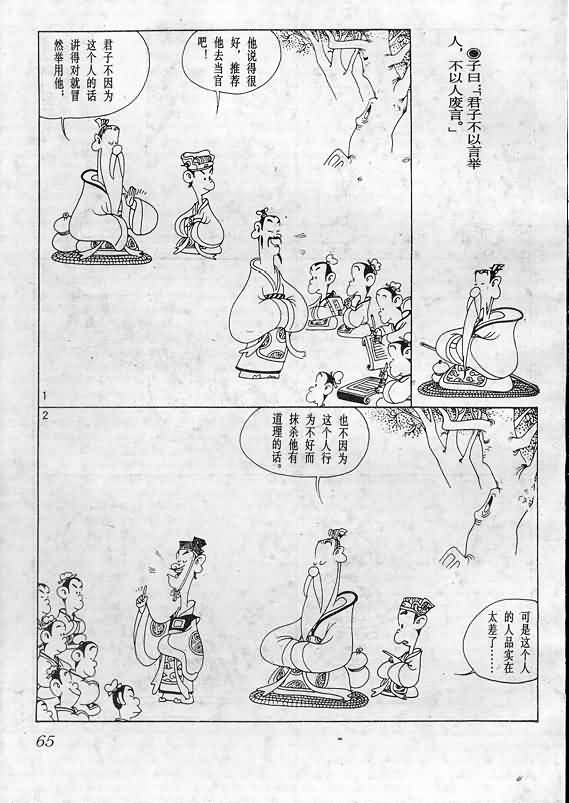 子曰：“君子不以言举
人，不以人废言。”
他说得很
好，推荐
他去当官
吧！
君子不因为
这个人的话
讲得对就冒
然举用他；
1
2
也不因为
这个人行
为不好而
抹杀他有
道理的话。
可是这个人
的人品实在
太差了……
65